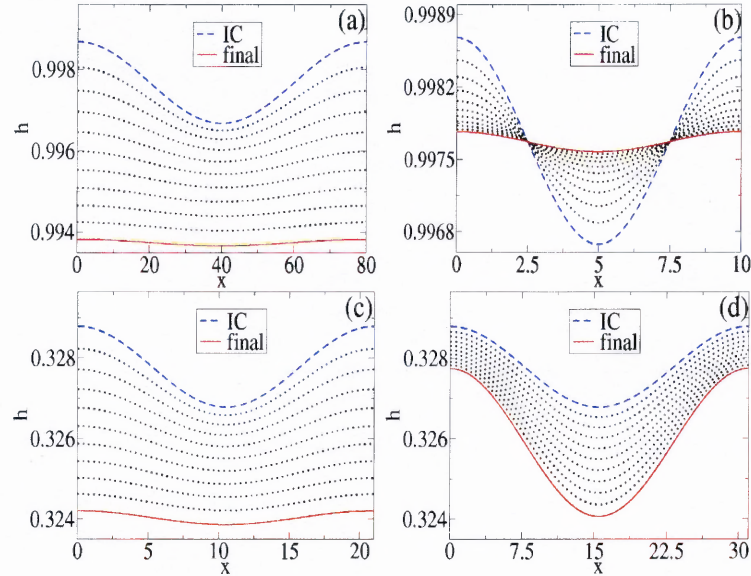 (a)
IC
final
0.998
0.996
0.994
h
0
20
40
60
80
x
(b)
IC
final
0.9989
0.9982
0.9975
0.9968
h
0
2.5
5
7.5
10
x
(c)
IC
final
0.328
0.326
0.324
h
0
5
10
15
20
x
(d)
IC
final
0.328
0.326
0.324
h
0
7.5
15
22.5
30
x